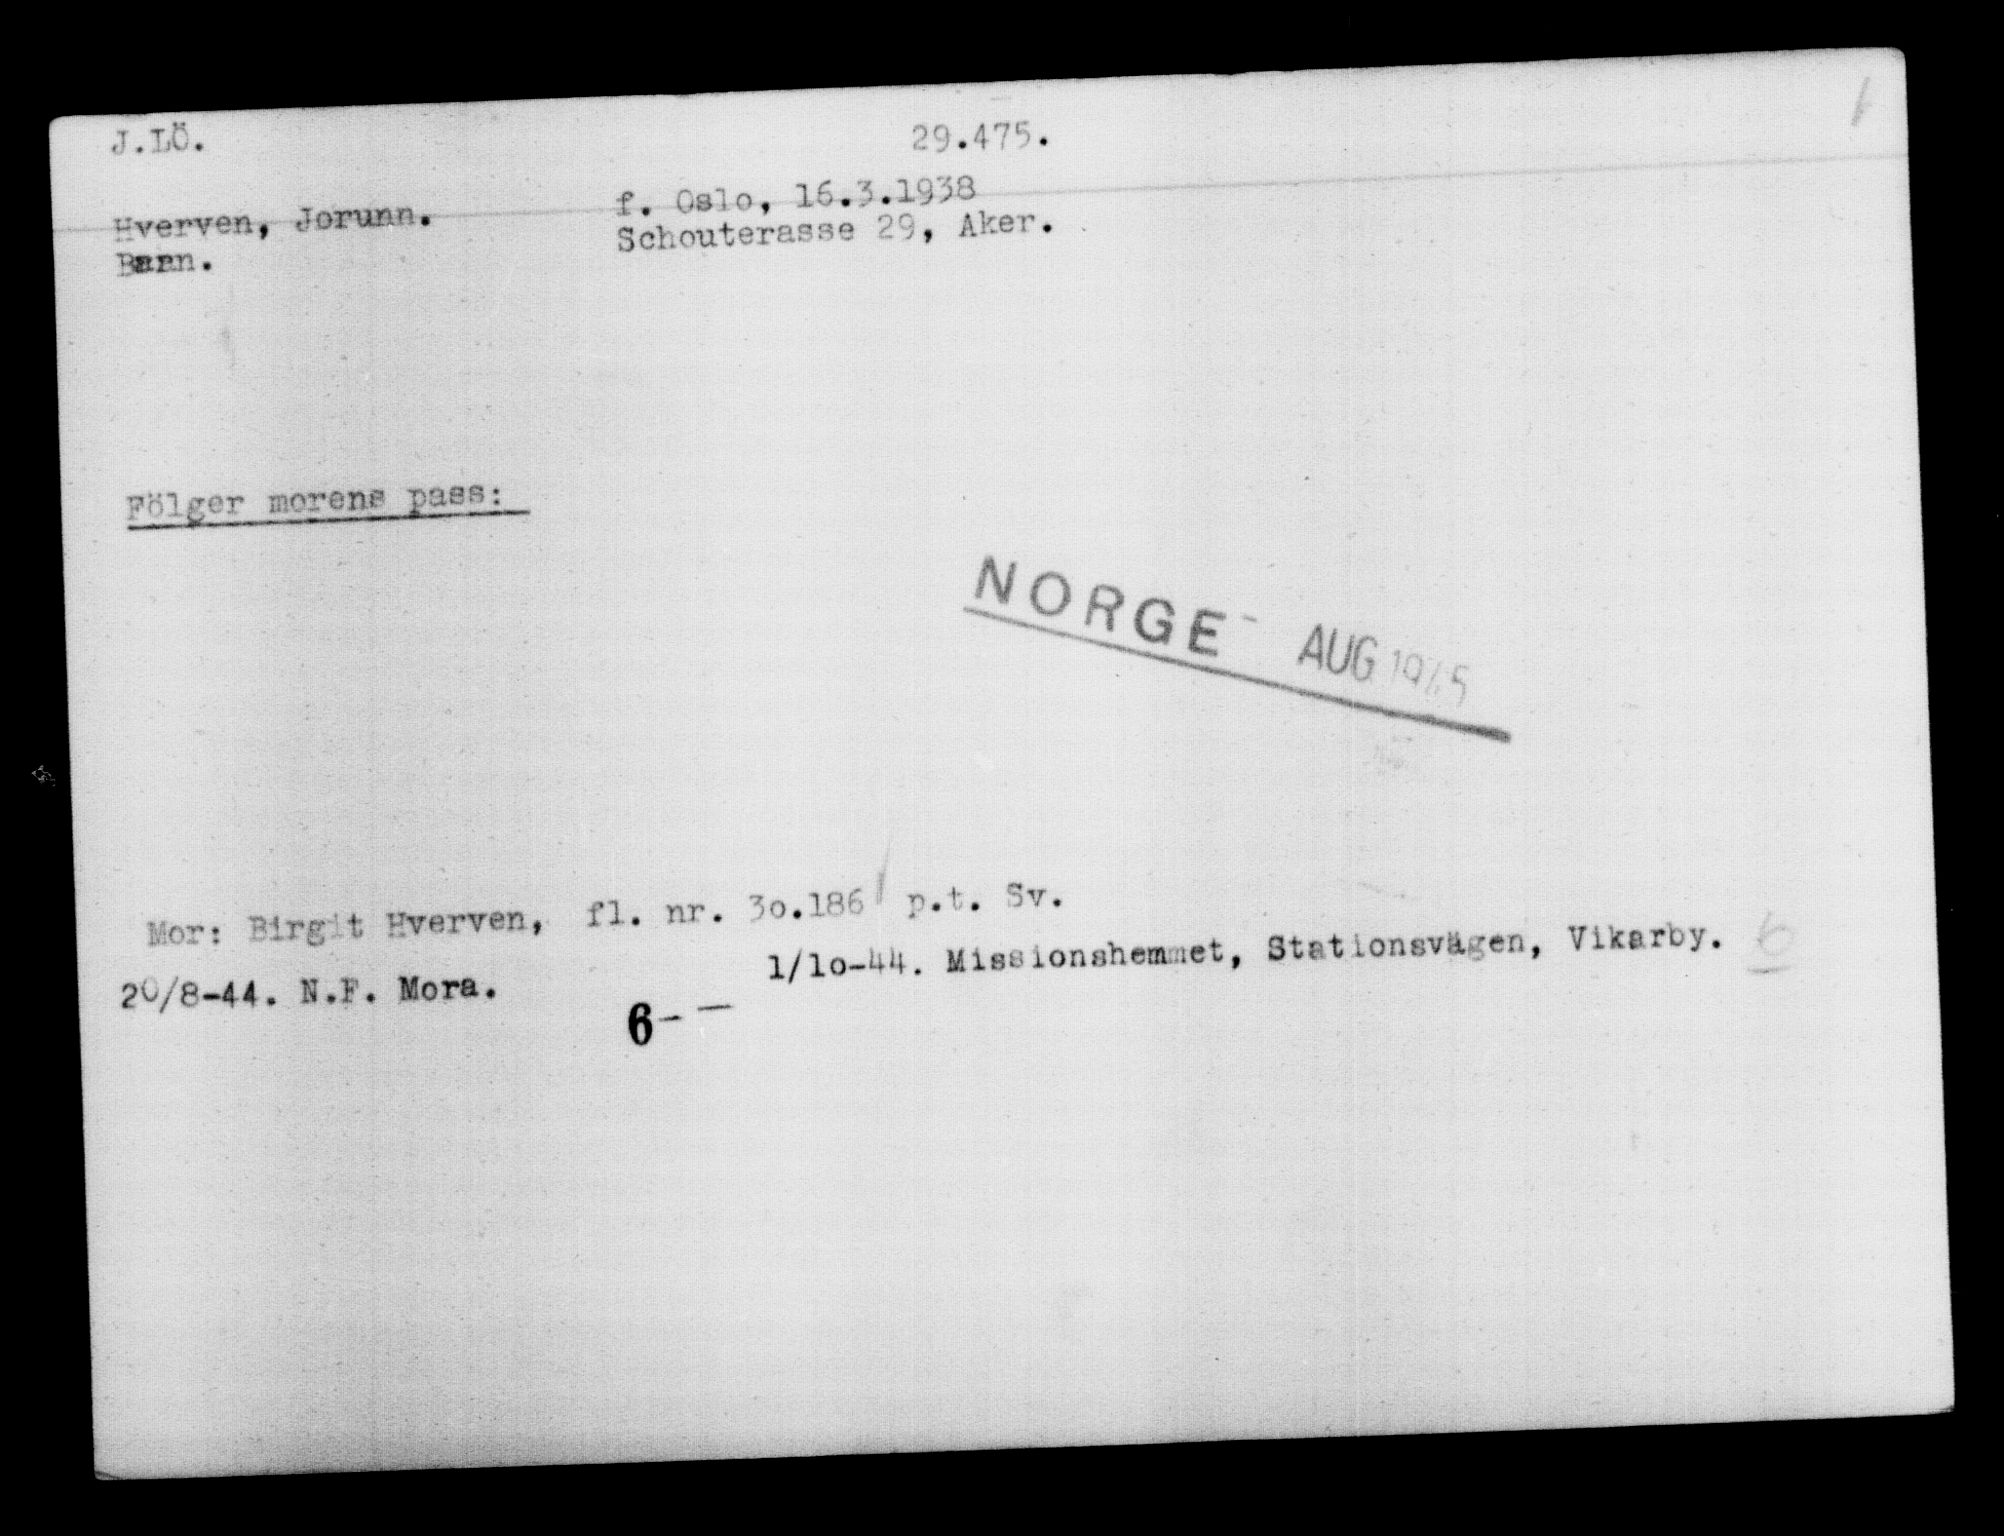 J.LÖ.
29.475.
Hverven, Jorunn.
f. Oslo, 16.3.1938
Barn.
Schouterasse 29, Aker.
Fölger morens pass:
NORGE - AUG 1945
Mor: Birgit Hverven, fl. nr. 3o.186 p.t. Sv.
20/8-44. N.F. Mora.
1/1o-44. Missionshemmet, Stationsvägen, Vikarby.
6
6--